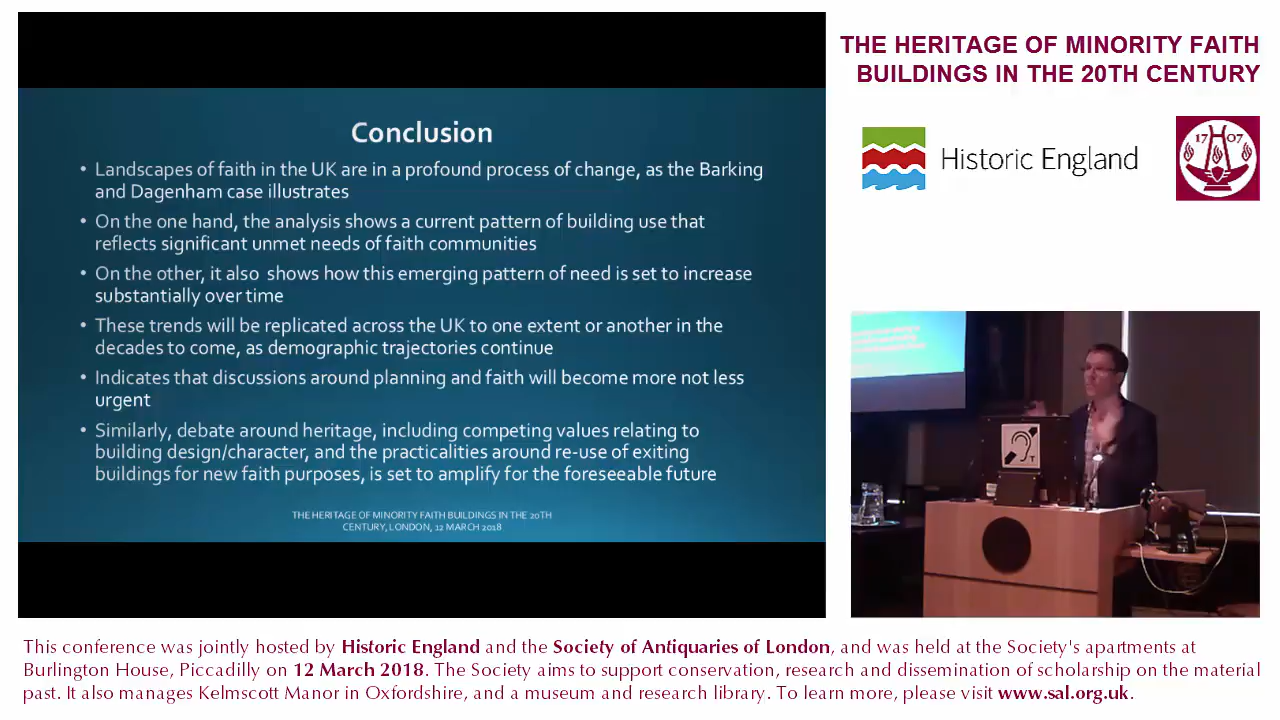 THE HERITAGE OF MINORITY FAITH
BUILDINGS IN THE 20TH CENTURY
Historic England
17 07
Conclusion
• Landscapes of faith in the UK are in a profound process of change, as the Barking
and Dagenham case illustrates
• On the one hand, the analysis shows a current pattern of building use that
reflects significant unmet needs of faith communities
• On the other, it also shows how this emerging pattern of need is set to increase
substantially over time
• These trends will be replicated across the UK to one extent or another in the
decades to come, as demographic trajectories continue
• Indicates that discussions around planning and faith will become more not less
urgent
• Similarly, debate around heritage, including competing values relating to
building design/character, and the practicalities around re-use of exiting
buildings for new faith purposes, is set to amplify for the foreseeable future
THE HERITAGE OF MINORITY FAITH BUILDINGS IN THE 20TH
CENTURY, LONDON, 12 MARCH 2018
T
This conference was jointly hosted by Historic England and the Society of Antiquaries of London, and was held at the Society's apartments at
Burlington House, Piccadilly on 12 March 2018. The Society aims to support conservation, research and dissemination of scholarship on the material
past. It also manages Kelmscott Manor in Oxfordshire, and a museum and research library. To learn more, please visit www.sal.org.uk.